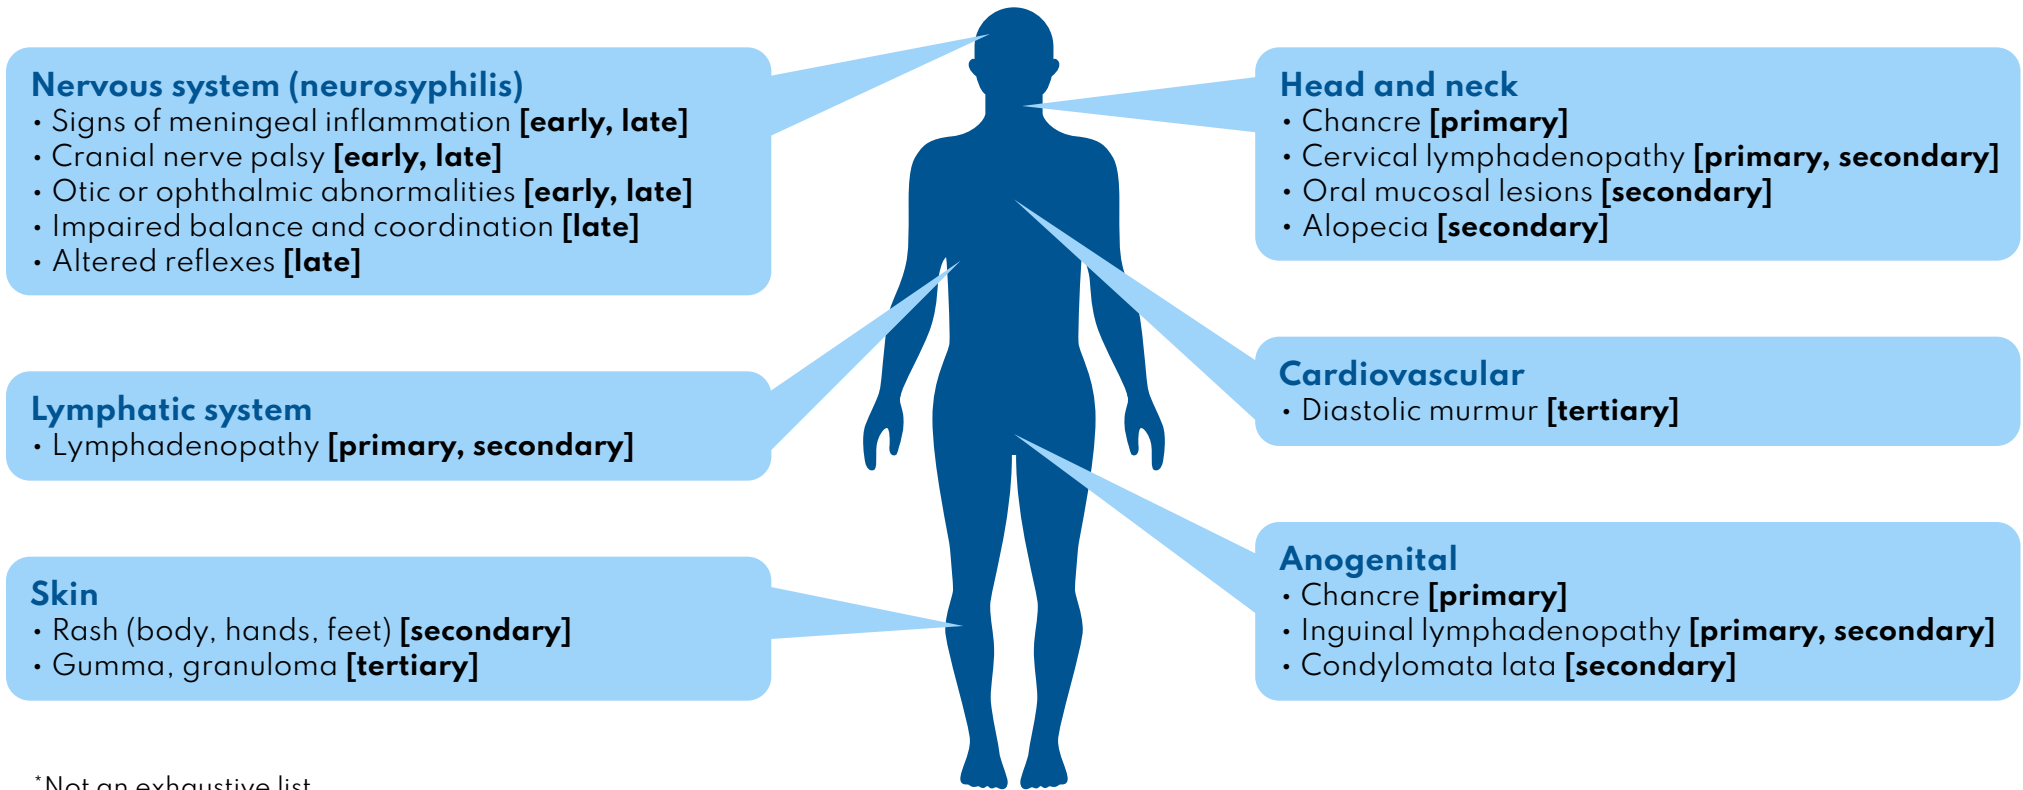 Nervous system (neurosyphilis)
• Signs of meningeal inflammation [early, late]
• Cranial nerve palsy [early, late]
• Otic or ophthalmic abnormalities [early, late]
• Impaired balance and coordination [late]
• Altered reflexes [late]
Lymphatic system
• Lymphadenopathy [primary, secondary]
Skin
• Rash (body, hands, feet) [secondary]
• Gumma, granuloma [tertiary]
Head and neck
• Chancre [primary]
• Cervical lymphadenopathy [primary, secondary]
• Oral mucosal lesions [secondary]
• Alopecia [secondary]
Cardiovascular
• Diastolic murmur [tertiary]
Anogenital
• Chancre [primary]
• Inguinal lymphadenopathy [primary, secondary]
• Condylomata lata [secondary]
*Not an exhaustive list